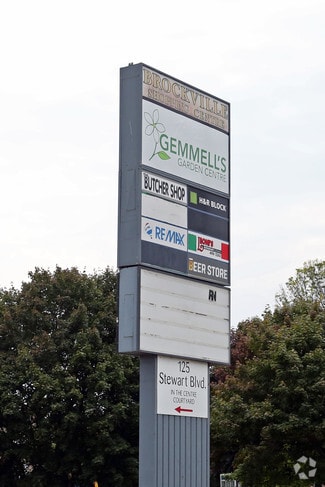 BROCKVILLE
SHOPPING CENTRE
GEMMELL'S
GARDEN CENTRE
BUTCHER SHOP
H&R BLOCK
RE/MAX
BEER STORE
125
Stewart Blvd.
IN THE CENTRE
COURTYARD